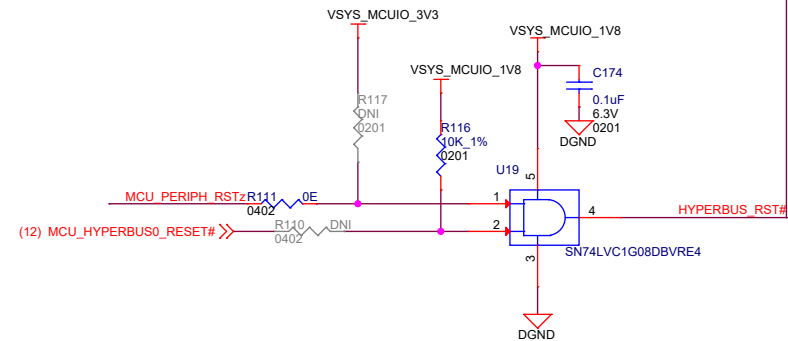 VSYS_MCUIO_3V3
VSYS_MCUIO_1V8
VSYS_MCUIO_1V8
C174
R117
DNI
0201
0.1uF
6.3V
0201
R116
10K_1%
0201
DGND
U19
5
MCU_PERIPH_RSTz
R111
0E
0402
1
4
HYPERBUS_RST#
(12) MCU_HYPERBUS0_RESET#
R110
DNI
0402
2
SN74LVC1G08DBVRE4
3
DGND